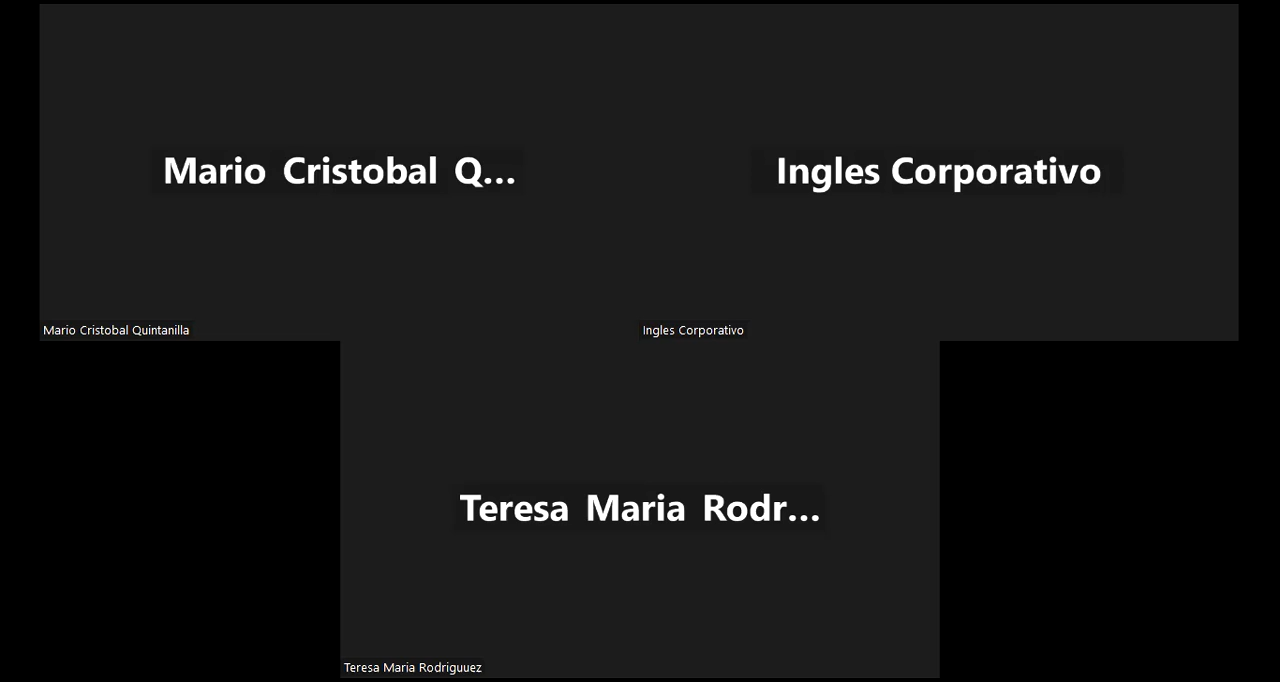 Mario Cristobal Q...
Ingles Corporativo
Mario Cristobal Quintanilla
Ingles Corporativo
Teresa Maria Rodr...
Teresa Maria Rodriguuez